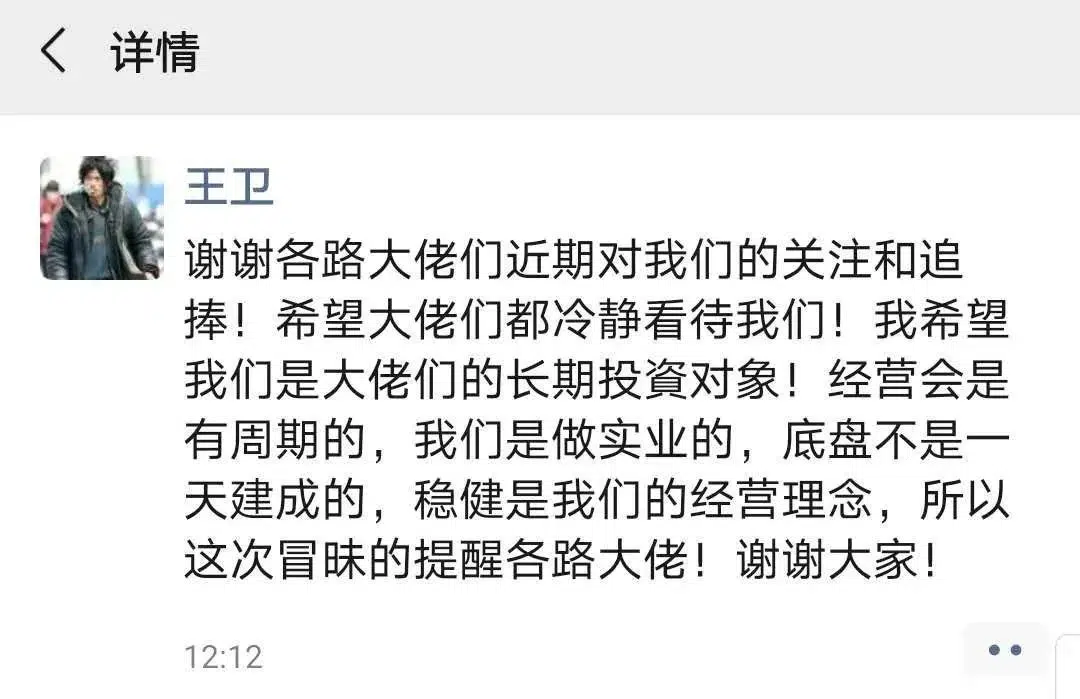 详情
王卫
谢谢各路大佬们近期对我们的关注和追
捧！希望大佬们都冷静看待我们！我希望
我们是大佬们的长期投資对象！经营会是
有周期的，我们是做实业的，底盘不是一
天建成的，稳健是我们的经营理念，所以
这次冒昧的提醒各路大佬！谢谢大家！
12:12